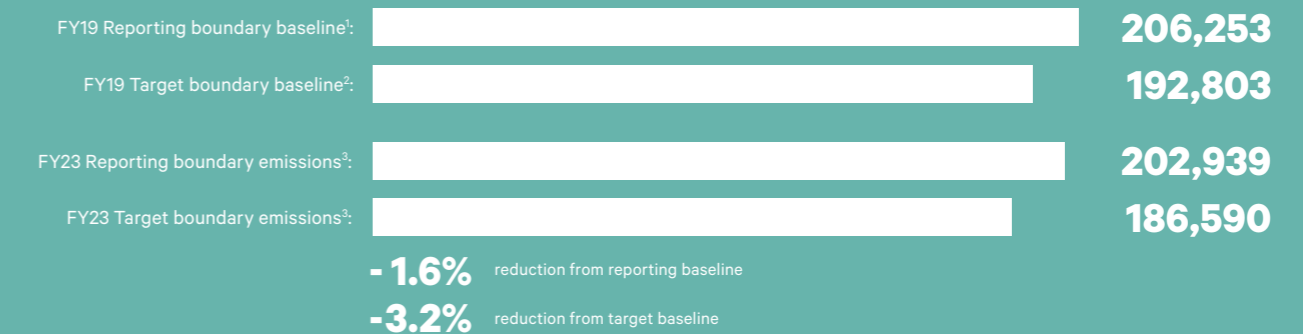 FY19 Reporting boundary baseline¹: 206,253
FY19 Target boundary baseline²: 192,803
FY23 Reporting boundary emissions³: 202,939
FY23 Target boundary emissions³: 186,590
- 1.6% reduction from reporting baseline
-3.2% reduction from target baseline